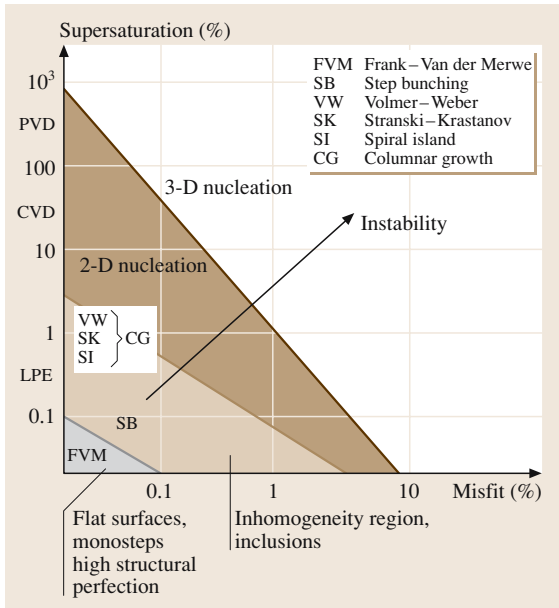 Supersaturation (%)
10³
PVD
100
CVD
10
1
LPE
0.1
FVM Frank–Van der Merwe
SB Step bunching
VW Volmer–Weber
SK Stranski–Krastanov
SI Spiral island
CG Columnar growth
3-D nucleation
Instability
2-D nucleation
VW
SK } CG
SI
SB
FVM
0.1 1 10 Misfit (%)
Flat surfaces,
monosteps
high structural
perfection
Inhomogeneity region,
inclusions